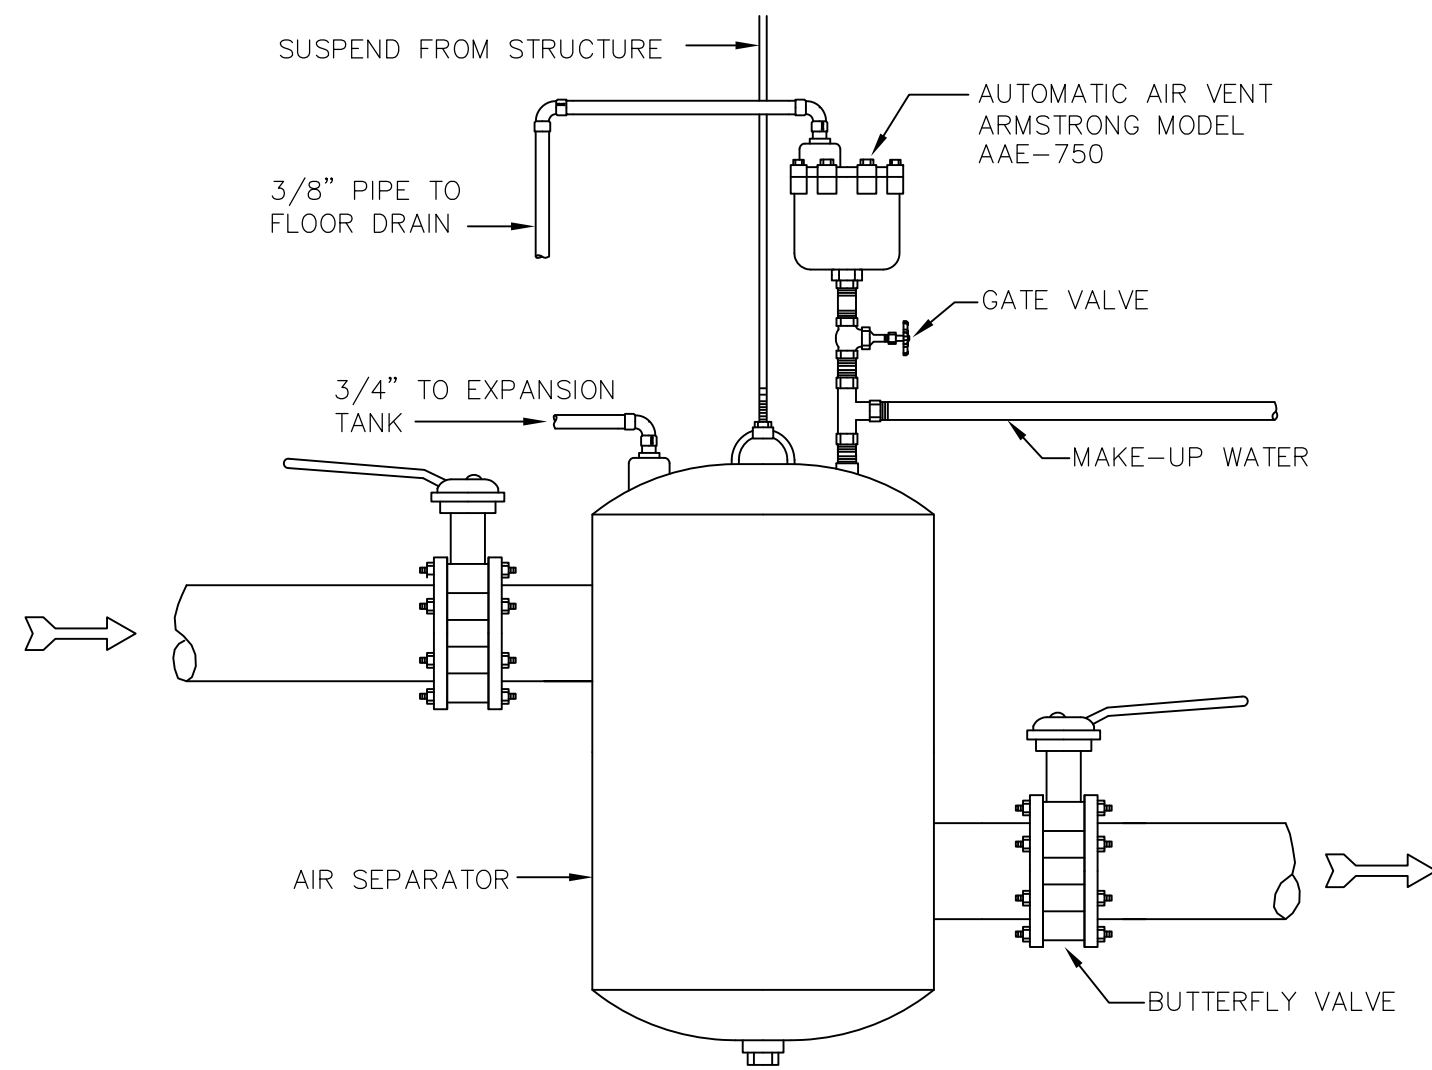 SUSPEND FROM STRUCTURE
AUTOMATIC AIR VENT
ARMSTRONG MODEL
AAE-750
3/8" PIPE TO
FLOOR DRAIN
GATE VALVE
3/4" TO EXPANSION
TANK
MAKE-UP WATER
AIR SEPARATOR
BUTTERFLY VALVE